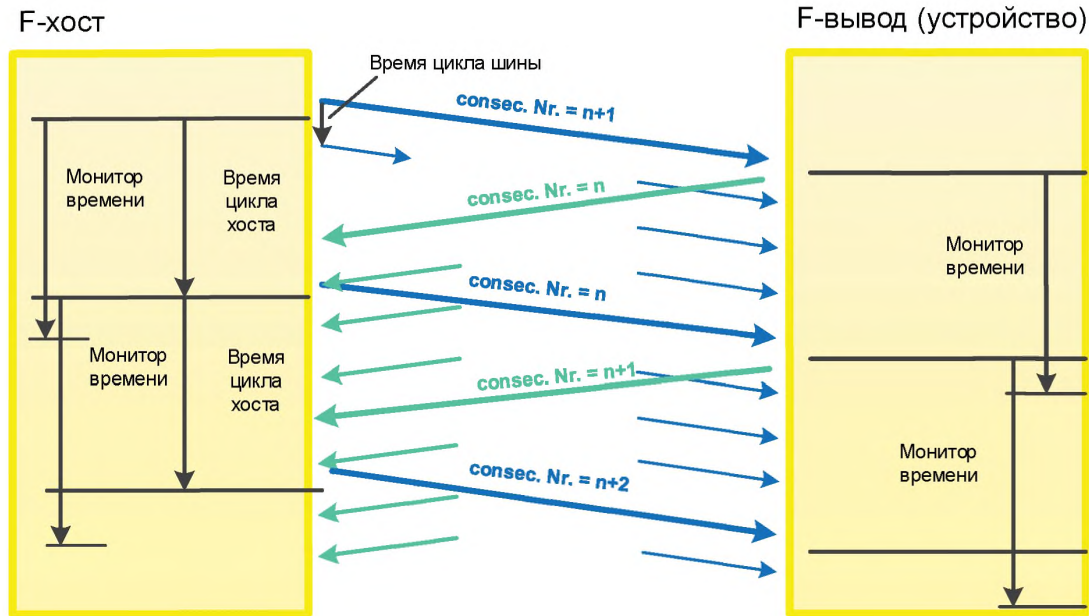 F-хост
F-вывод (устройство)
Время цикла шины
consec. Nr. = n+1
Монитор
времени
Время
цикла
хоста
consec. Nr. = n
Монитор
времени
consec. Nr. = n
Монитор
времени
Время
цикла
хоста
consec. Nr. = n+1
Монитор
времени
consec. Nr. = n+2